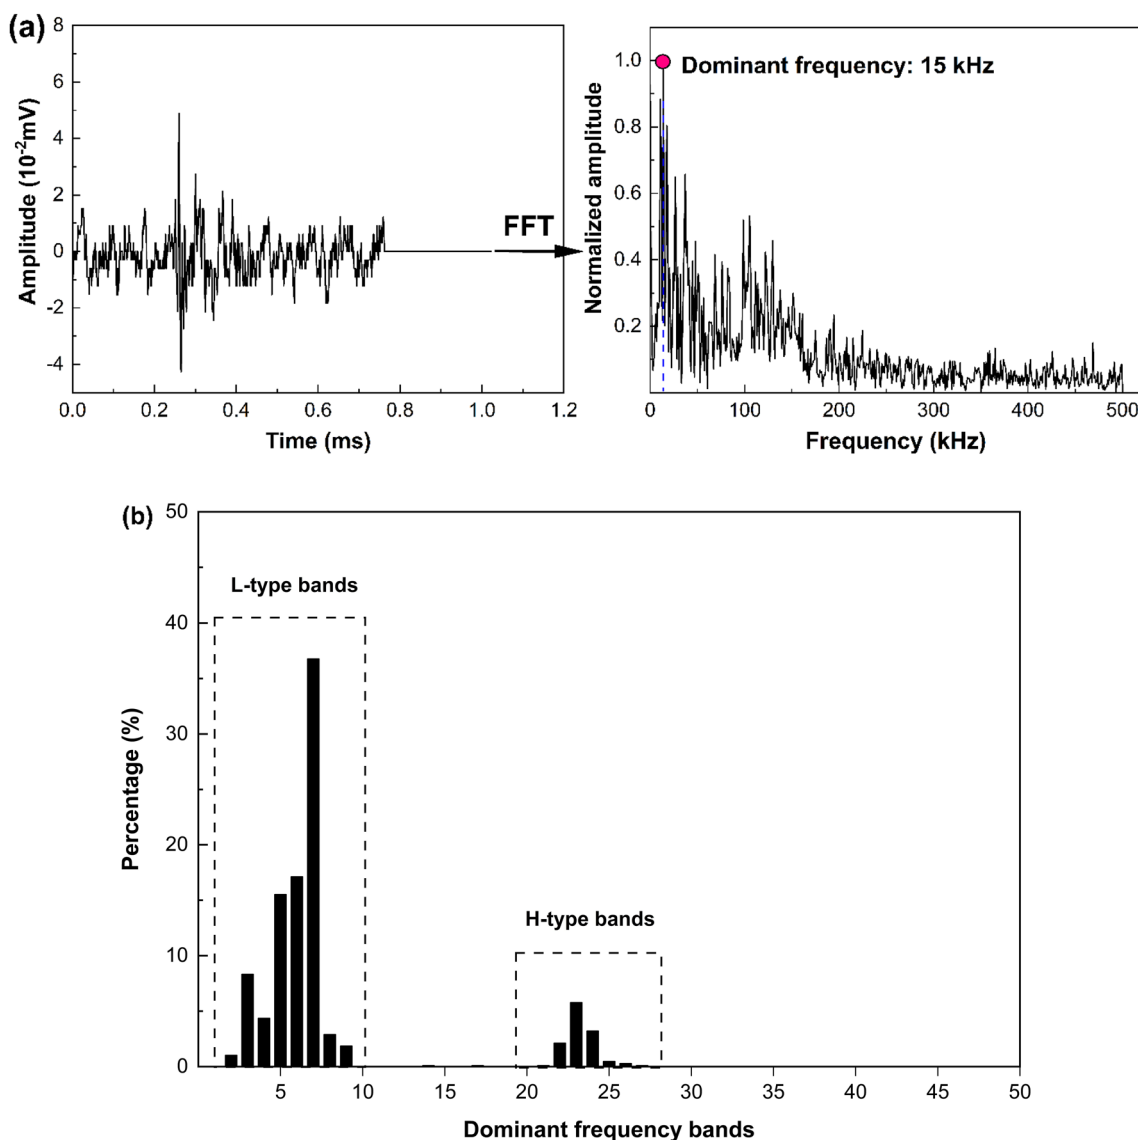 (a)
8
6
4
2
0
-2
-4
Amplitude (10-2mV)
0.0 0.2 0.4 0.6 0.8 1.0 1.2
Time (ms)
FFT
1.0
0.8
0.6
0.4
0.2
Normalized amplitude
Dominant frequency: 15 kHz
0 100 200 300 400 500
Frequency (kHz)
(b)
50
40
30
20
10
0
Percentage (%)
L-type bands
H-type bands
5 10 15 20 25 30 35 40 45 50
Dominant frequency bands